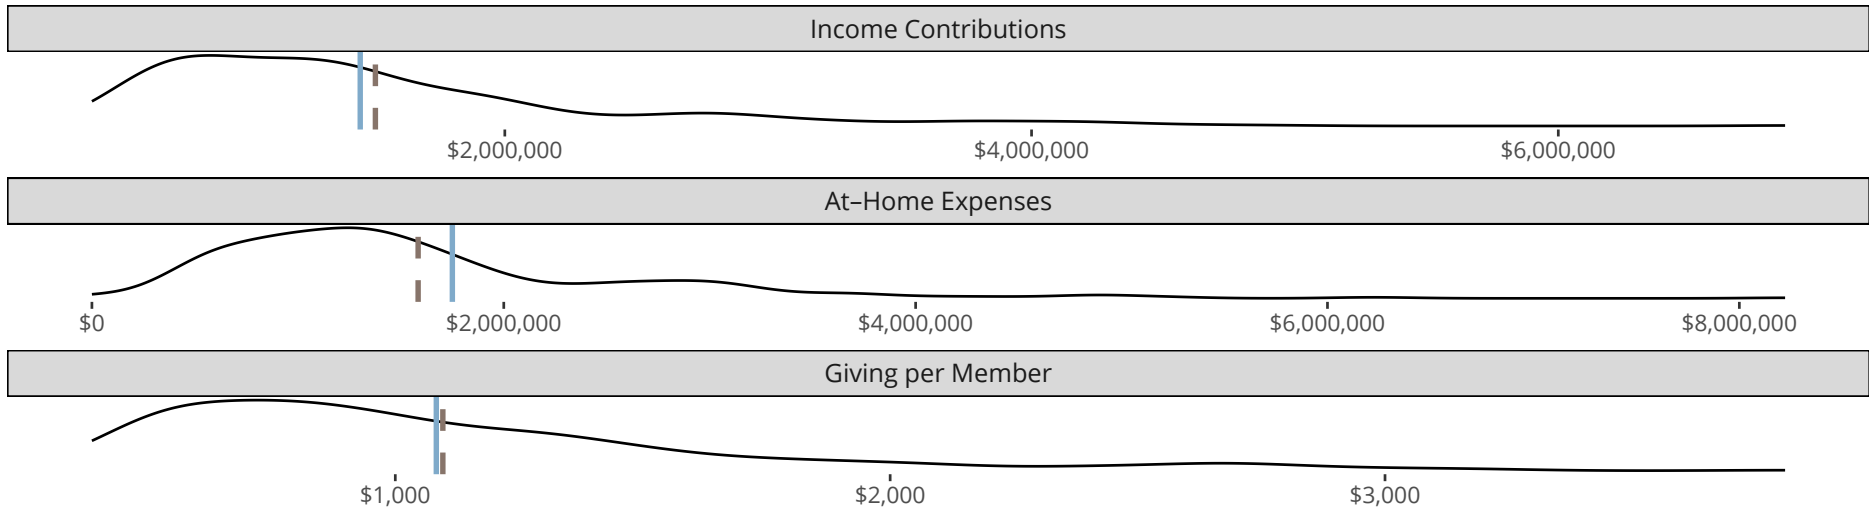 Income Contributions
$2,000,000 $4,000,000 $6,000,000
At–Home Expenses
$0 $2,000,000 $4,000,000 $6,000,000 $8,000,000
Giving per Member
$1,000 $2,000 $3,000